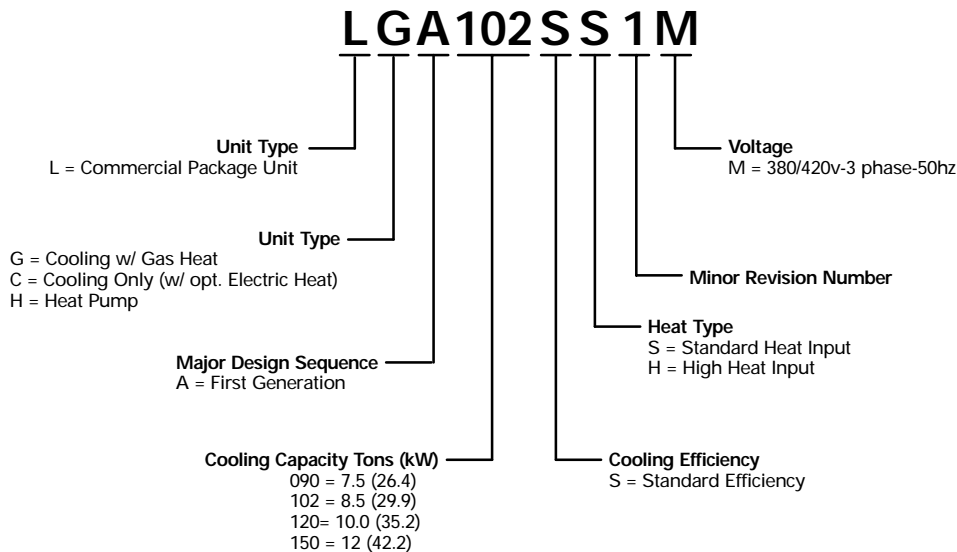 LGA102SS1M
Unit Type
L = Commercial Package Unit
Voltage
M = 380/420v-3 phase-50hz
Unit Type
G = Cooling w/ Gas Heat
C = Cooling Only (w/ opt. Electric Heat)
H = Heat Pump
Minor Revision Number
Heat Type
S = Standard Heat Input
H = High Heat Input
Major Design Sequence
A = First Generation
Cooling Capacity Tons (kW)
090 = 7.5 (26.4)
102 = 8.5 (29.9)
120= 10.0 (35.2)
150 = 12 (42.2)
Cooling Efficiency
S = Standard Efficiency